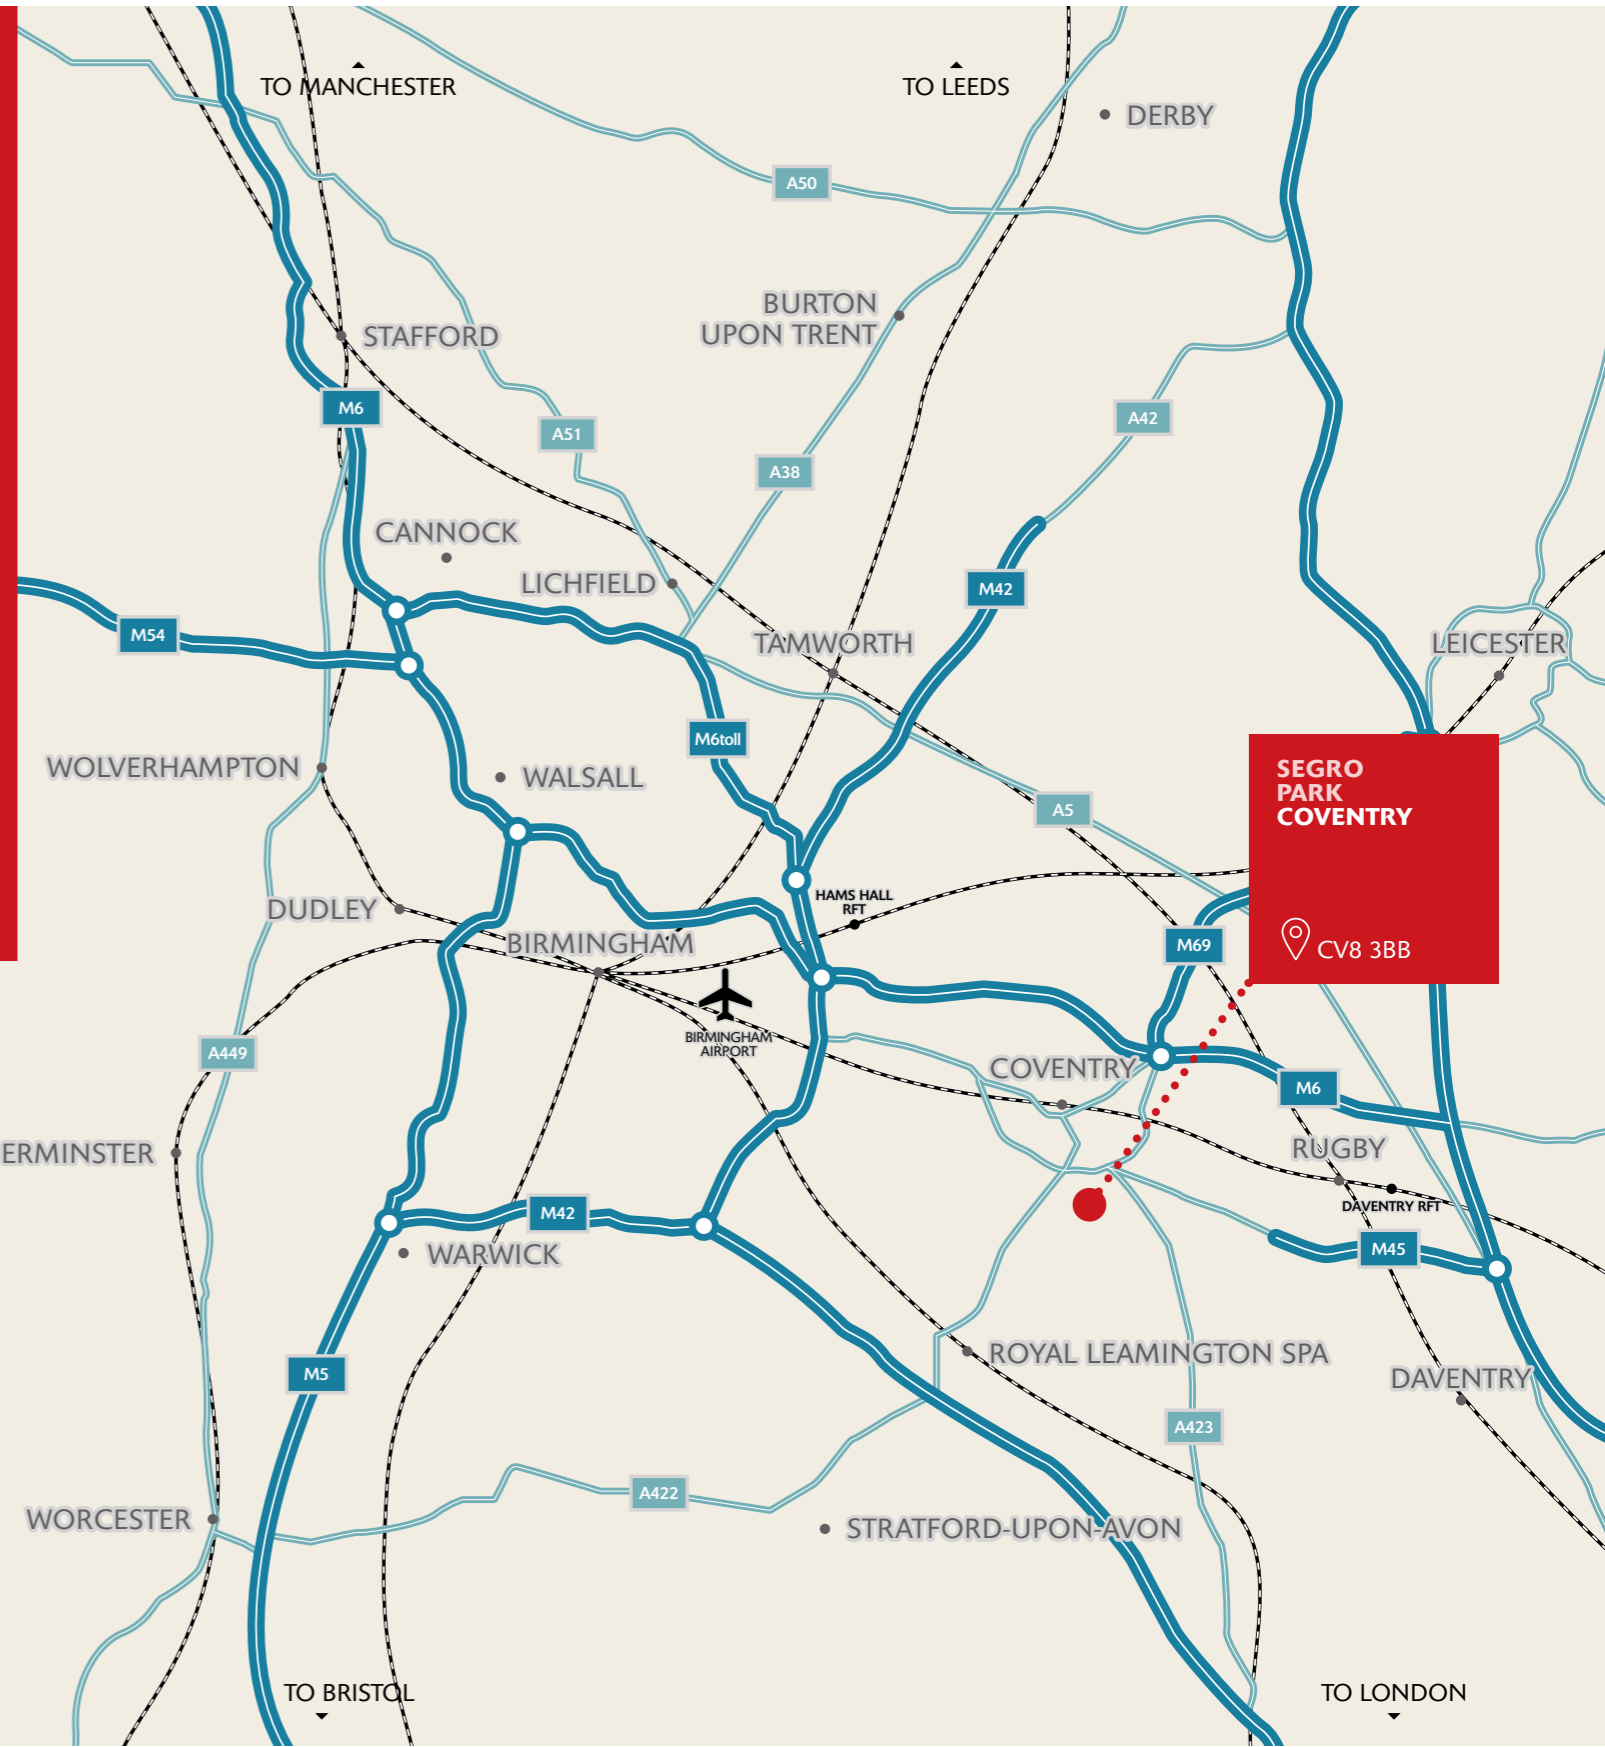 TO MANCHESTER
TO LEEDS
DERBY
A50
BURTON
UPON TRENT
STAFFORD
M6
A51
A42
A38
CANNOCK
LICHFIELD
M42
M54
TAMWORTH
LEICESTER
M6toll
WOLVERHAMPTON
WALSALL
SEGRO
PARK
COVENTRY
A5
HAMS HALL
RFT
DUDLEY
BIRMINGHAM
M69
CV8 3BB
BIRMINGHAM
AIRPORT
A449
COVENTRY
M6
ERMINSTER
RUGBY
DAVENTRY RFT
M42
WARWICK
M45
M5
ROYAL LEAMINGTON SPA
DAVENTRY
A423
A422
WORCESTER
STRATFORD-UPON-AVON
TO BRISTOL
TO LONDON